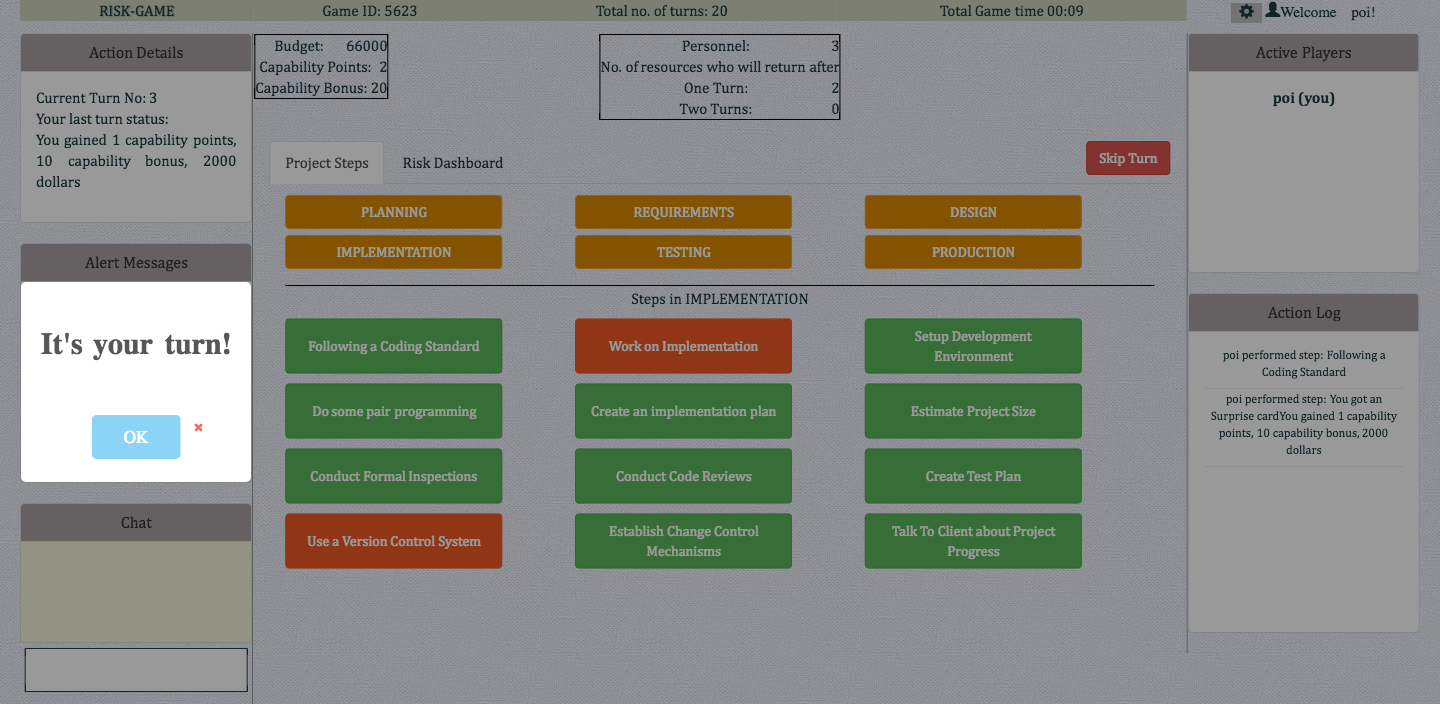 RISK-GAME
Game ID: 5623
Total no. of turns: 20
Total Game time 00:09
Welcome poi!
Action Details
Current Turn No: 3
Your last turn status:
You gained 1 capability points,
10 capability bonus, 2000
dollars
Alert Messages
It's your turn!
OK
Chat
Budget: 66000
Capability Points: 2
Capability Bonus: 20
Personnel: 3
No. of resources who will return after
One Turn: 2
Two Turns: 0
Project Steps
Risk Dashboard
Skip Turn
PLANNING
REQUIREMENTS
DESIGN
IMPLEMENTATION
TESTING
PRODUCTION
Steps in IMPLEMENTATION
Following a Coding Standard
Work on Implementation
Setup Development
Environment
Do some pair programming
Create an implementation plan
Estimate Project Size
Conduct Formal Inspections
Conduct Code Reviews
Create Test Plan
Use a Version Control System
Establish Change Control
Mechanisms
Talk To Client about Project
Progress
Active Players
poi (you)
Action Log
poi performed step: Following a
Coding Standard
poi performed step: You got an
Surprise cardYou gained 1 capability
points, 10 capability bonus, 2000
dollars